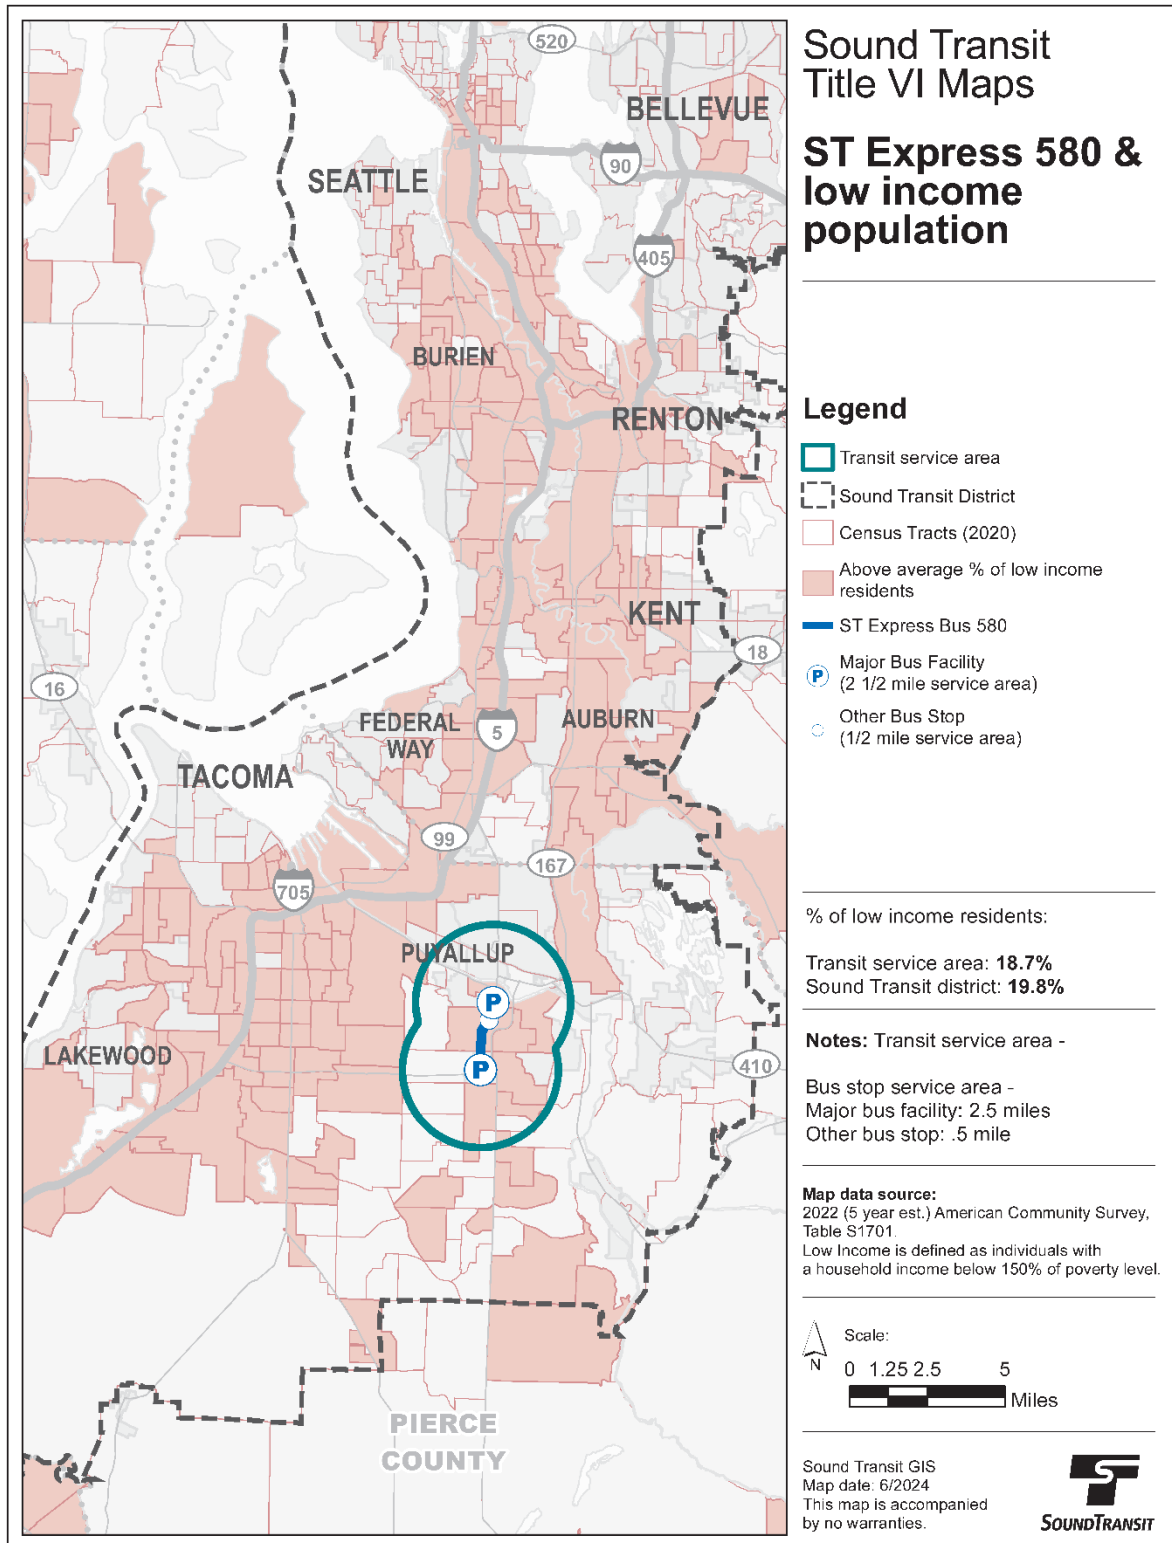 Sound Transit
Title VI Maps
ST Express 580 &
low income
population
Legend
Transit service area
Sound Transit District
Census Tracts (2020)
Above average % of low income
residents
ST Express Bus 580
P
Major Bus Facility
(2 1/2 mile service area)
Other Bus Stop
(1/2 mile service area)
% of low income residents:
Transit service area: 18.7%
Sound Transit district: 19.8%
Notes: Transit service area -
Bus stop service area -
Major bus facility: 2.5 miles
Other bus stop: .5 mile
Map data source:
2022 (5 year est.) American Community Survey,
Table S1701.
Low Income is defined as individuals with
a household income below 150% of poverty level.
N
Scale:
0 1.25 2.5 5
Miles
Sound Transit GIS
Map date: 6/2024
This map is accompanied
by no warranties.
SOUNDTRANSIT
520
BELLEVUE
90
SEATTLE
405
BURIEN
RENTON
KENT
18
16
FEDERAL
WAY
5
AUBURN
TACOMA
99
167
705
PUYALLUP
P
LAKEWOOD
P
410
PIERCE
COUNTY